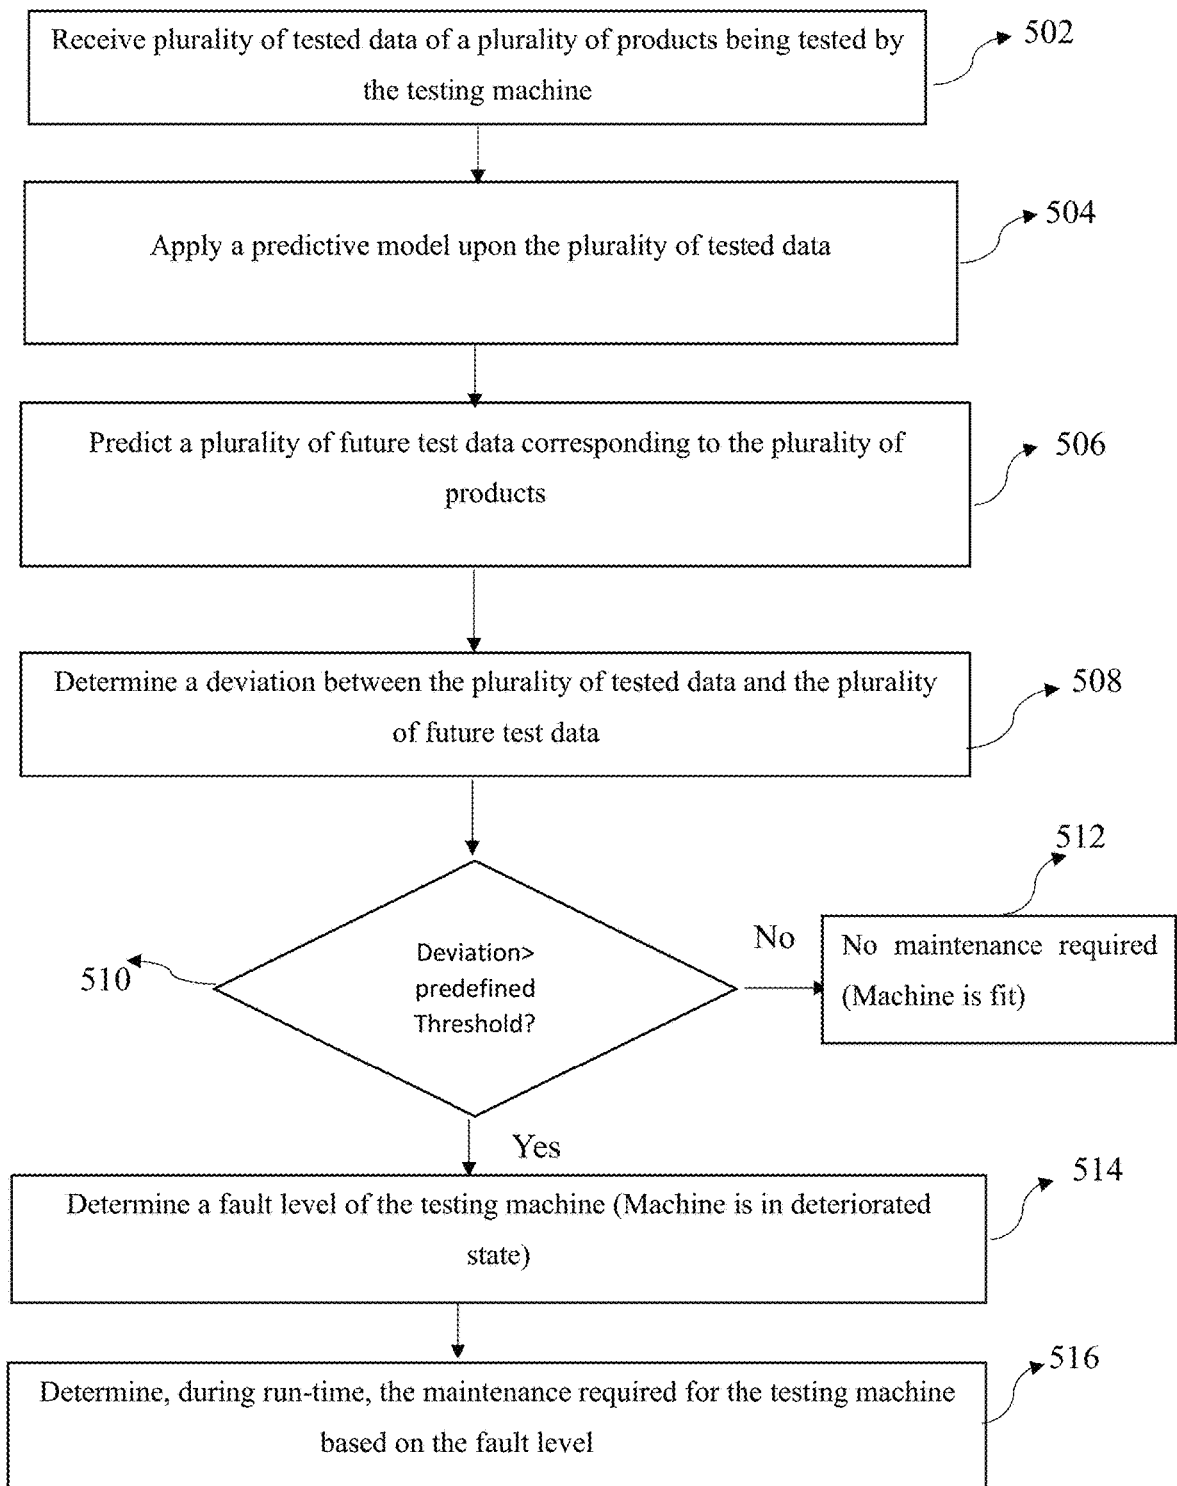 Receive plurality of tested data of a plurality of products being tested by
the testing machine
502
Apply a predictive model upon the plurality of tested data
504
Predict a plurality of future test data corresponding to the plurality of
products
506
Determine a deviation between the plurality of tested data and the plurality
of future test data
508
510
Deviation>
predefined
Threshold?
No
512
No maintenance required
(Machine is fit)
Yes
Determine a fault level of the testing machine (Machine is in deteriorated
state)
514
Determine, during run-time, the maintenance required for the testing machine
based on the fault level
516